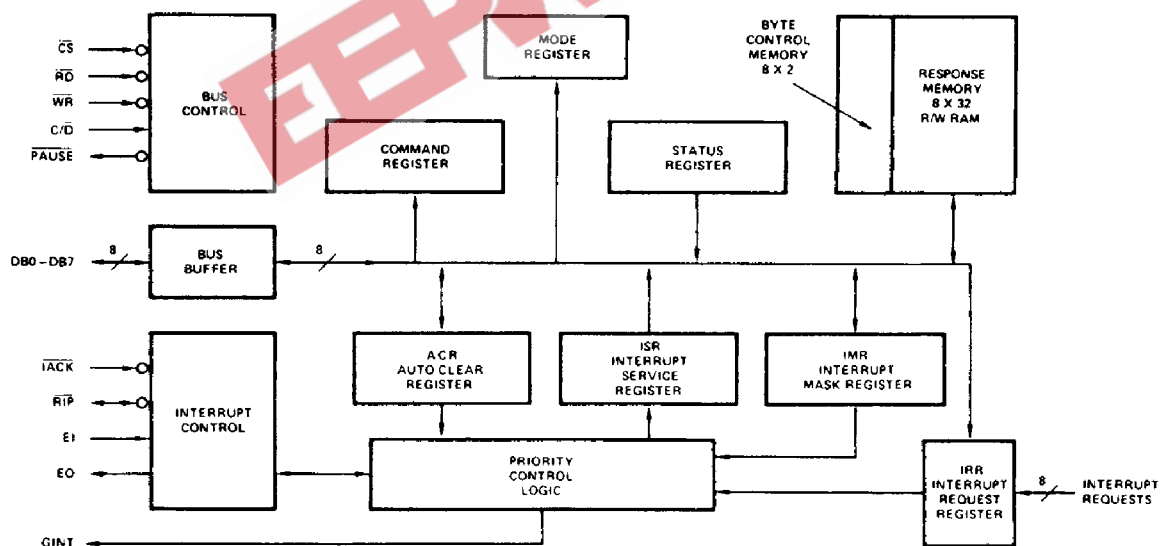 CS
RD
WR
C/D
PAUSE
BUS
CONTROL
MODE
REGISTER
COMMAND
REGISTER
STATUS
REGISTER
BYTE
CONTROL
MEMORY
8 X 2
RESPONSE
MEMORY
8 X 32
R/W RAM
DB0-DB7
8
BUS
BUFFER
8
IACK
RIP
EI
EO
GINT
INTERRUPT
CONTROL
ACR
AUTO CLEAR
REGISTER
ISR
INTERRUPT
SERVICE
REGISTER
IMR
INTERRUPT
MASK REGISTER
PRIORITY
CONTROL
LOGIC
IRR
INTERRUPT
REQUEST
REGISTER
8
INTERRUPT
REQUESTS